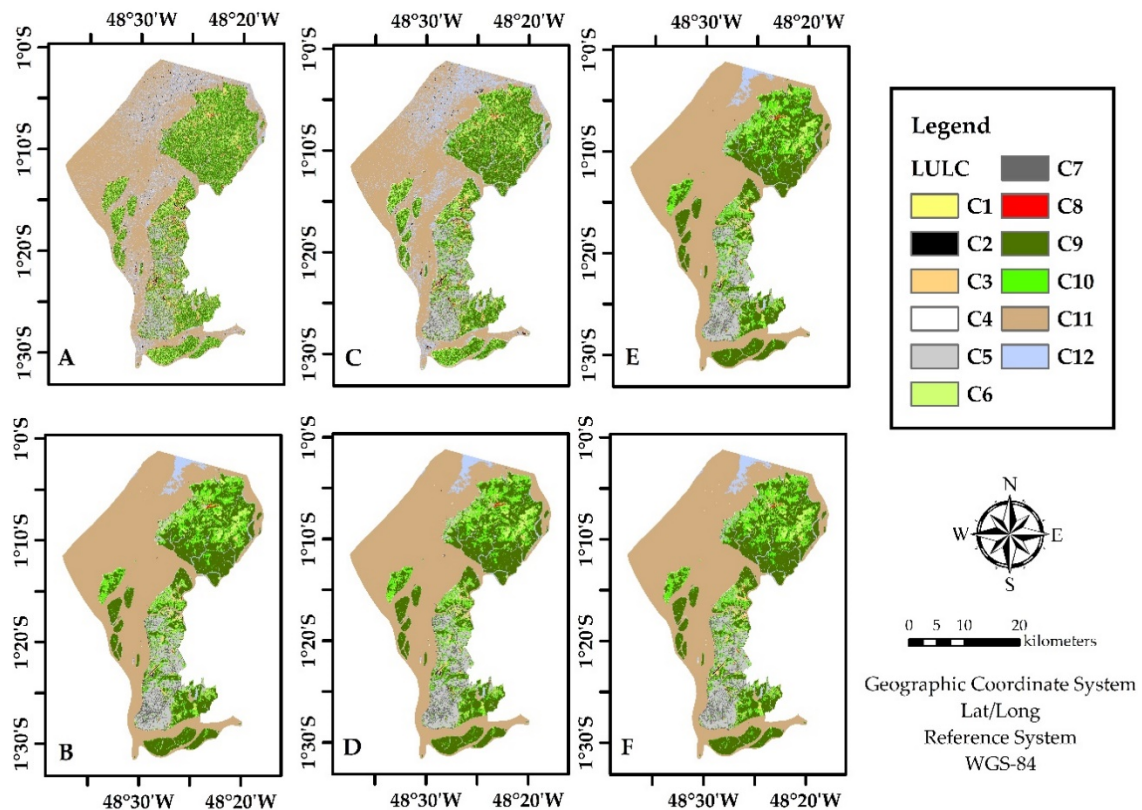 48°30'W 48°20'W 48°30'W 48°20'W 48°30'W 48°20'W
1°0'S 1°0'S 1°0'S
1°10'S 1°10'S 1°10'S
1°20'S 1°20'S 1°20'S
1°30'S 1°30'S 1°30'S
A C E
Legend
LULC C7
C1 C8
C2 C9
C3 C10
C4 C11
C5 C12
C6
1°0'S 1°0'S 1°0'S
1°10'S 1°10'S 1°10'S
1°20'S 1°20'S 1°20'S
1°30'S 1°30'S 1°30'S
B D F
48°30'W 48°20'W 48°30'W 48°20'W 48°30'W 48°20'W
N
W E
S
0 5 10 20
kilometers
Geographic Coordinate System
Lat/Long
Reference System
WGS-84